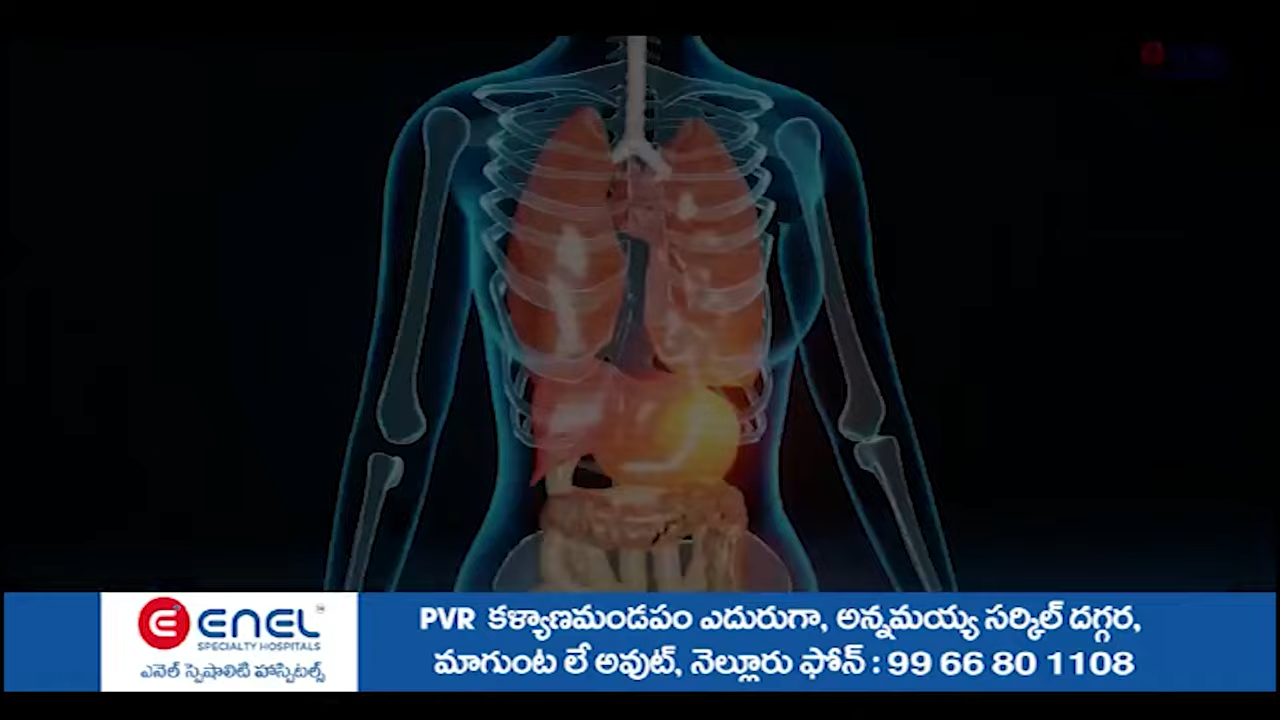 ENEL
SPECIALTY HOSPITALS
ఎనెల్ స్పెషాలిటి హాస్పిటల్స్
PVR కళ్యాణమండపం ఎదురుగా, అన్నమయ్య సర్కిల్ దగ్గర,
మాగుంట లే అవుట్, నెల్లూరు ఫోన్ : 99 66 80 1108